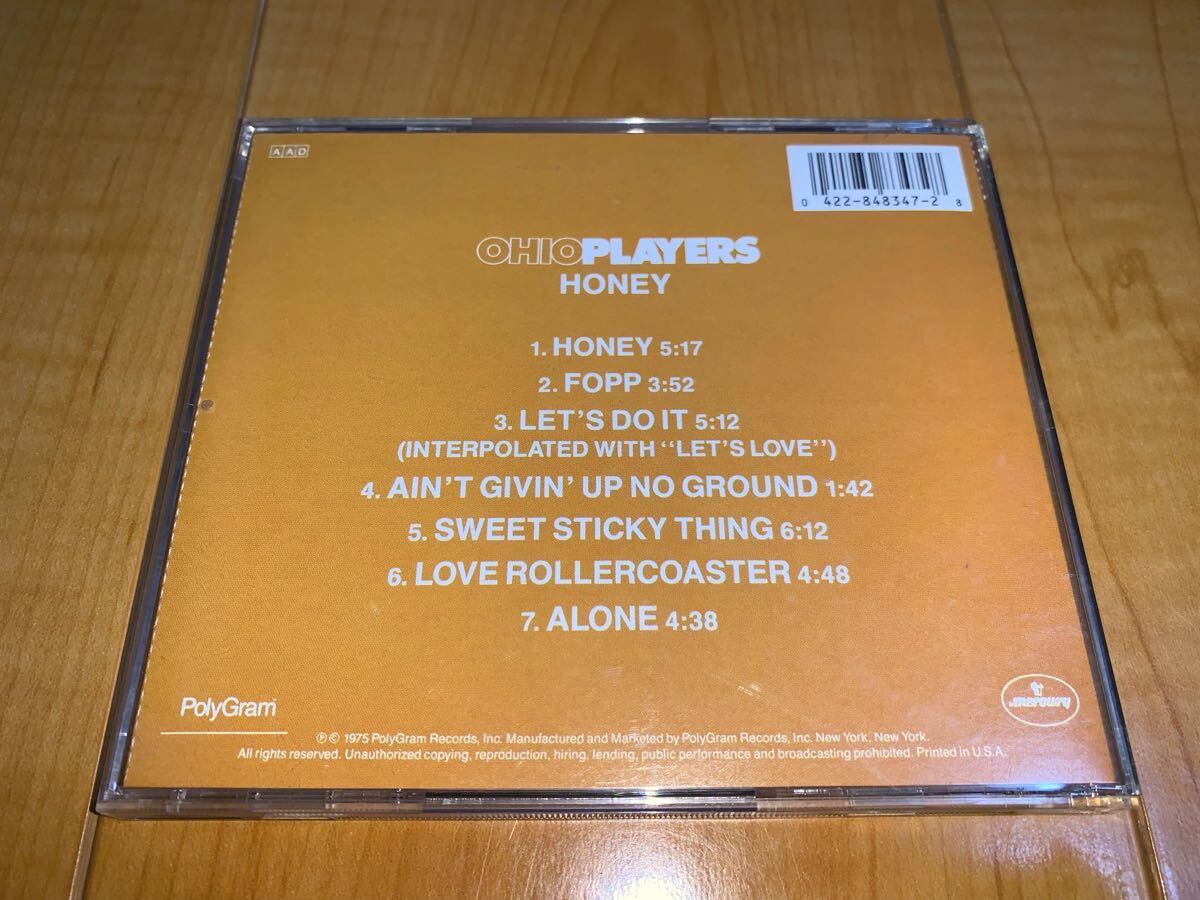 AAD
0 422-848347-2 8
OHIOPLAYERS
HONEY
1. HONEY 5:17
2. FOPP 3:52
3. LET'S DO IT 5:12
(INTERPOLATED WITH "LET'S LOVE")
4. AIN'T GIVIN' UP NO GROUND 1:42
5. SWEET STICKY THING 6:12
6. LOVE ROLLERCOASTER 4:48
7. ALONE 4:38
PolyGram
mercury
℗ © 1975 PolyGram Records, Inc. Manufactured and Marketed by PolyGram Records, Inc. New York, New York.
All rights reserved. Unauthorized copying, reproduction, hiring, lending, public performance and broadcasting prohibited. Printed in U.S.A.